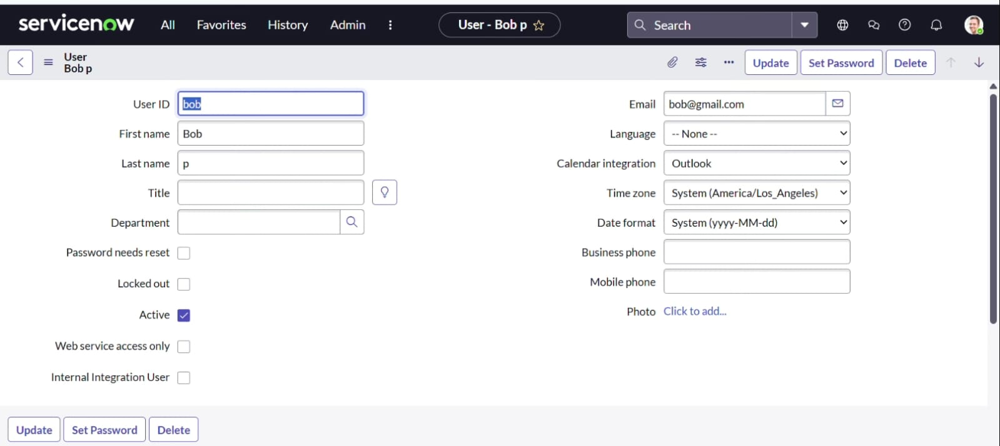 servicenow All Favorites History Admin User - Bob p Search
User
Bob p
Update Set Password Delete
User ID bob
First name Bob
Last name p
Title
Department
Password needs reset
Locked out
Active
Web service access only
Internal Integration User
Email bob@gmail.com
Language -- None --
Calendar integration Outlook
Time zone System (America/Los_Angeles)
Date format System (yyyy-MM-dd)
Business phone
Mobile phone
Photo Click to add...
Update Set Password Delete